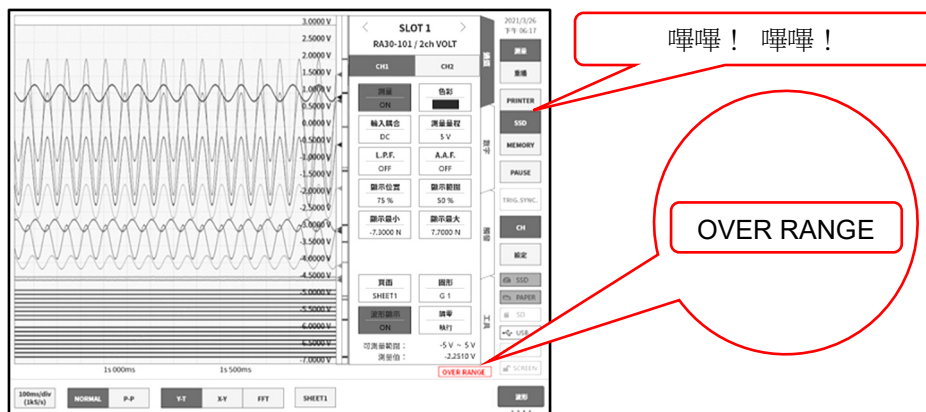 嗶嗶！ 嗶嗶！
OVER RANGE
3.0000 V
2.5000 V
2.0000 V
1.5000 V
1.0000 V
0.5000 V
0.0000 V
-0.5000 V
-1.0000 V
-1.5000 V
-2.0000 V
-2.5000 V
-3.0000 V
-3.5000 V
-4.0000 V
-4.5000 V
-5.0000 V
-5.5000 V
-6.0000 V
-6.5000 V
-7.0000 V
1s 000ms 1s 500ms
SLOT 1
RA30-101 / 2ch VOLT
CH1 CH2
測量 色彩
ON
輸入耦合 測量量程
DC 5 V
L.P.F. A.A.F.
OFF OFF
顯示位置 顯示範圍
75 % 50 %
顯示最小 顯示最大
-7.3000 N 7.7000 N
頁面 圖形
SHEET1 G 1
波形顯示 調零
ON 執行
可測量範圍： -5 V ~ 5 V
測量值： -2.2510 V
OVER RANGE
數字
工具
2021/3/26
下午 06:17
測量
重播
PRINTER
SSD
MEMORY
PAUSE
TRIG.SYNC.
CH
設定
SSD
PAPER
SD
USB
SCREEN
100ms/div
(1kS/s)
NORMAL P-P Y-T X-Y FFT SHEET1 波形